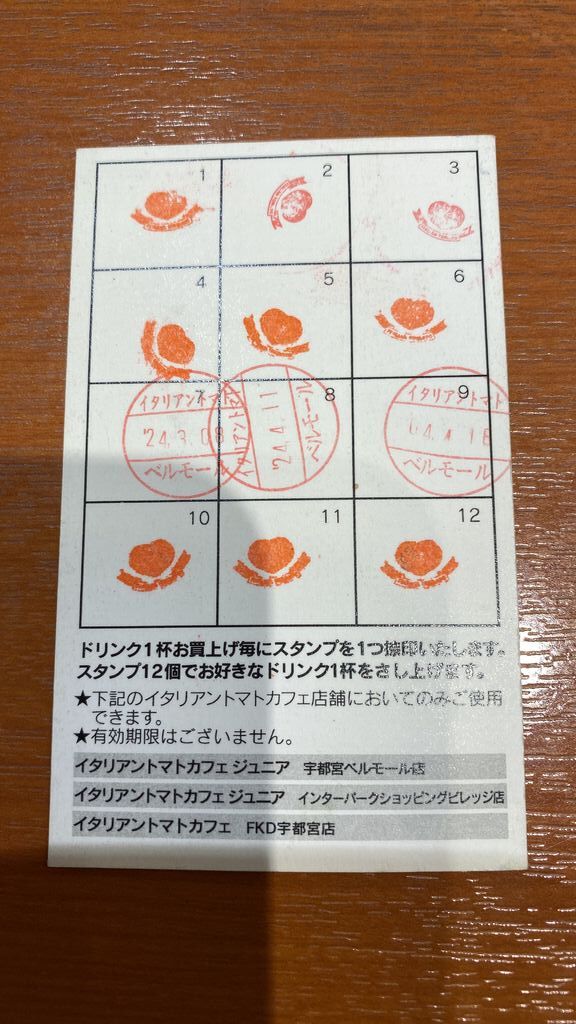 1 2 3
4 5 6
7 8 9
イタリアントマト
'24.3.08
ベルモール
イタリアントマト
'24.4.11
ベルモール
イタリアントマト
ベルモール
10 11 12
ドリンク1杯お買上げ毎にスタンプを1つ捺印いたします。
スタンプ12個でお好きなドリンク1杯をさし上げます。
★下記のイタリアントマトカフェ店舗においてのみご使用
できます。
★有効期限はございません。
イタリアントマトカフェ ジュニア 宇都宮ベルモール店
イタリアントマトカフェ ジュニア インターパークショッピングビレッジ店
イタリアントマトカフェ FKD宇都宮店